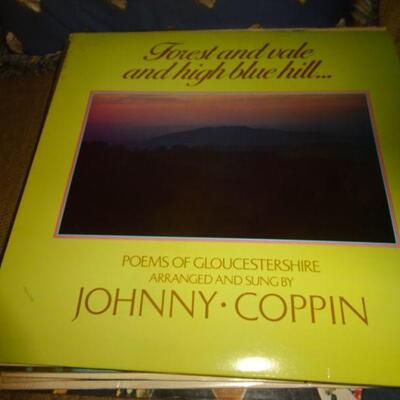 Forest and vale
and high blue hill...
POEMS OF GLOUCESTERSHIRE
ARRANGED AND SUNG BY
JOHNNY · COPPIN